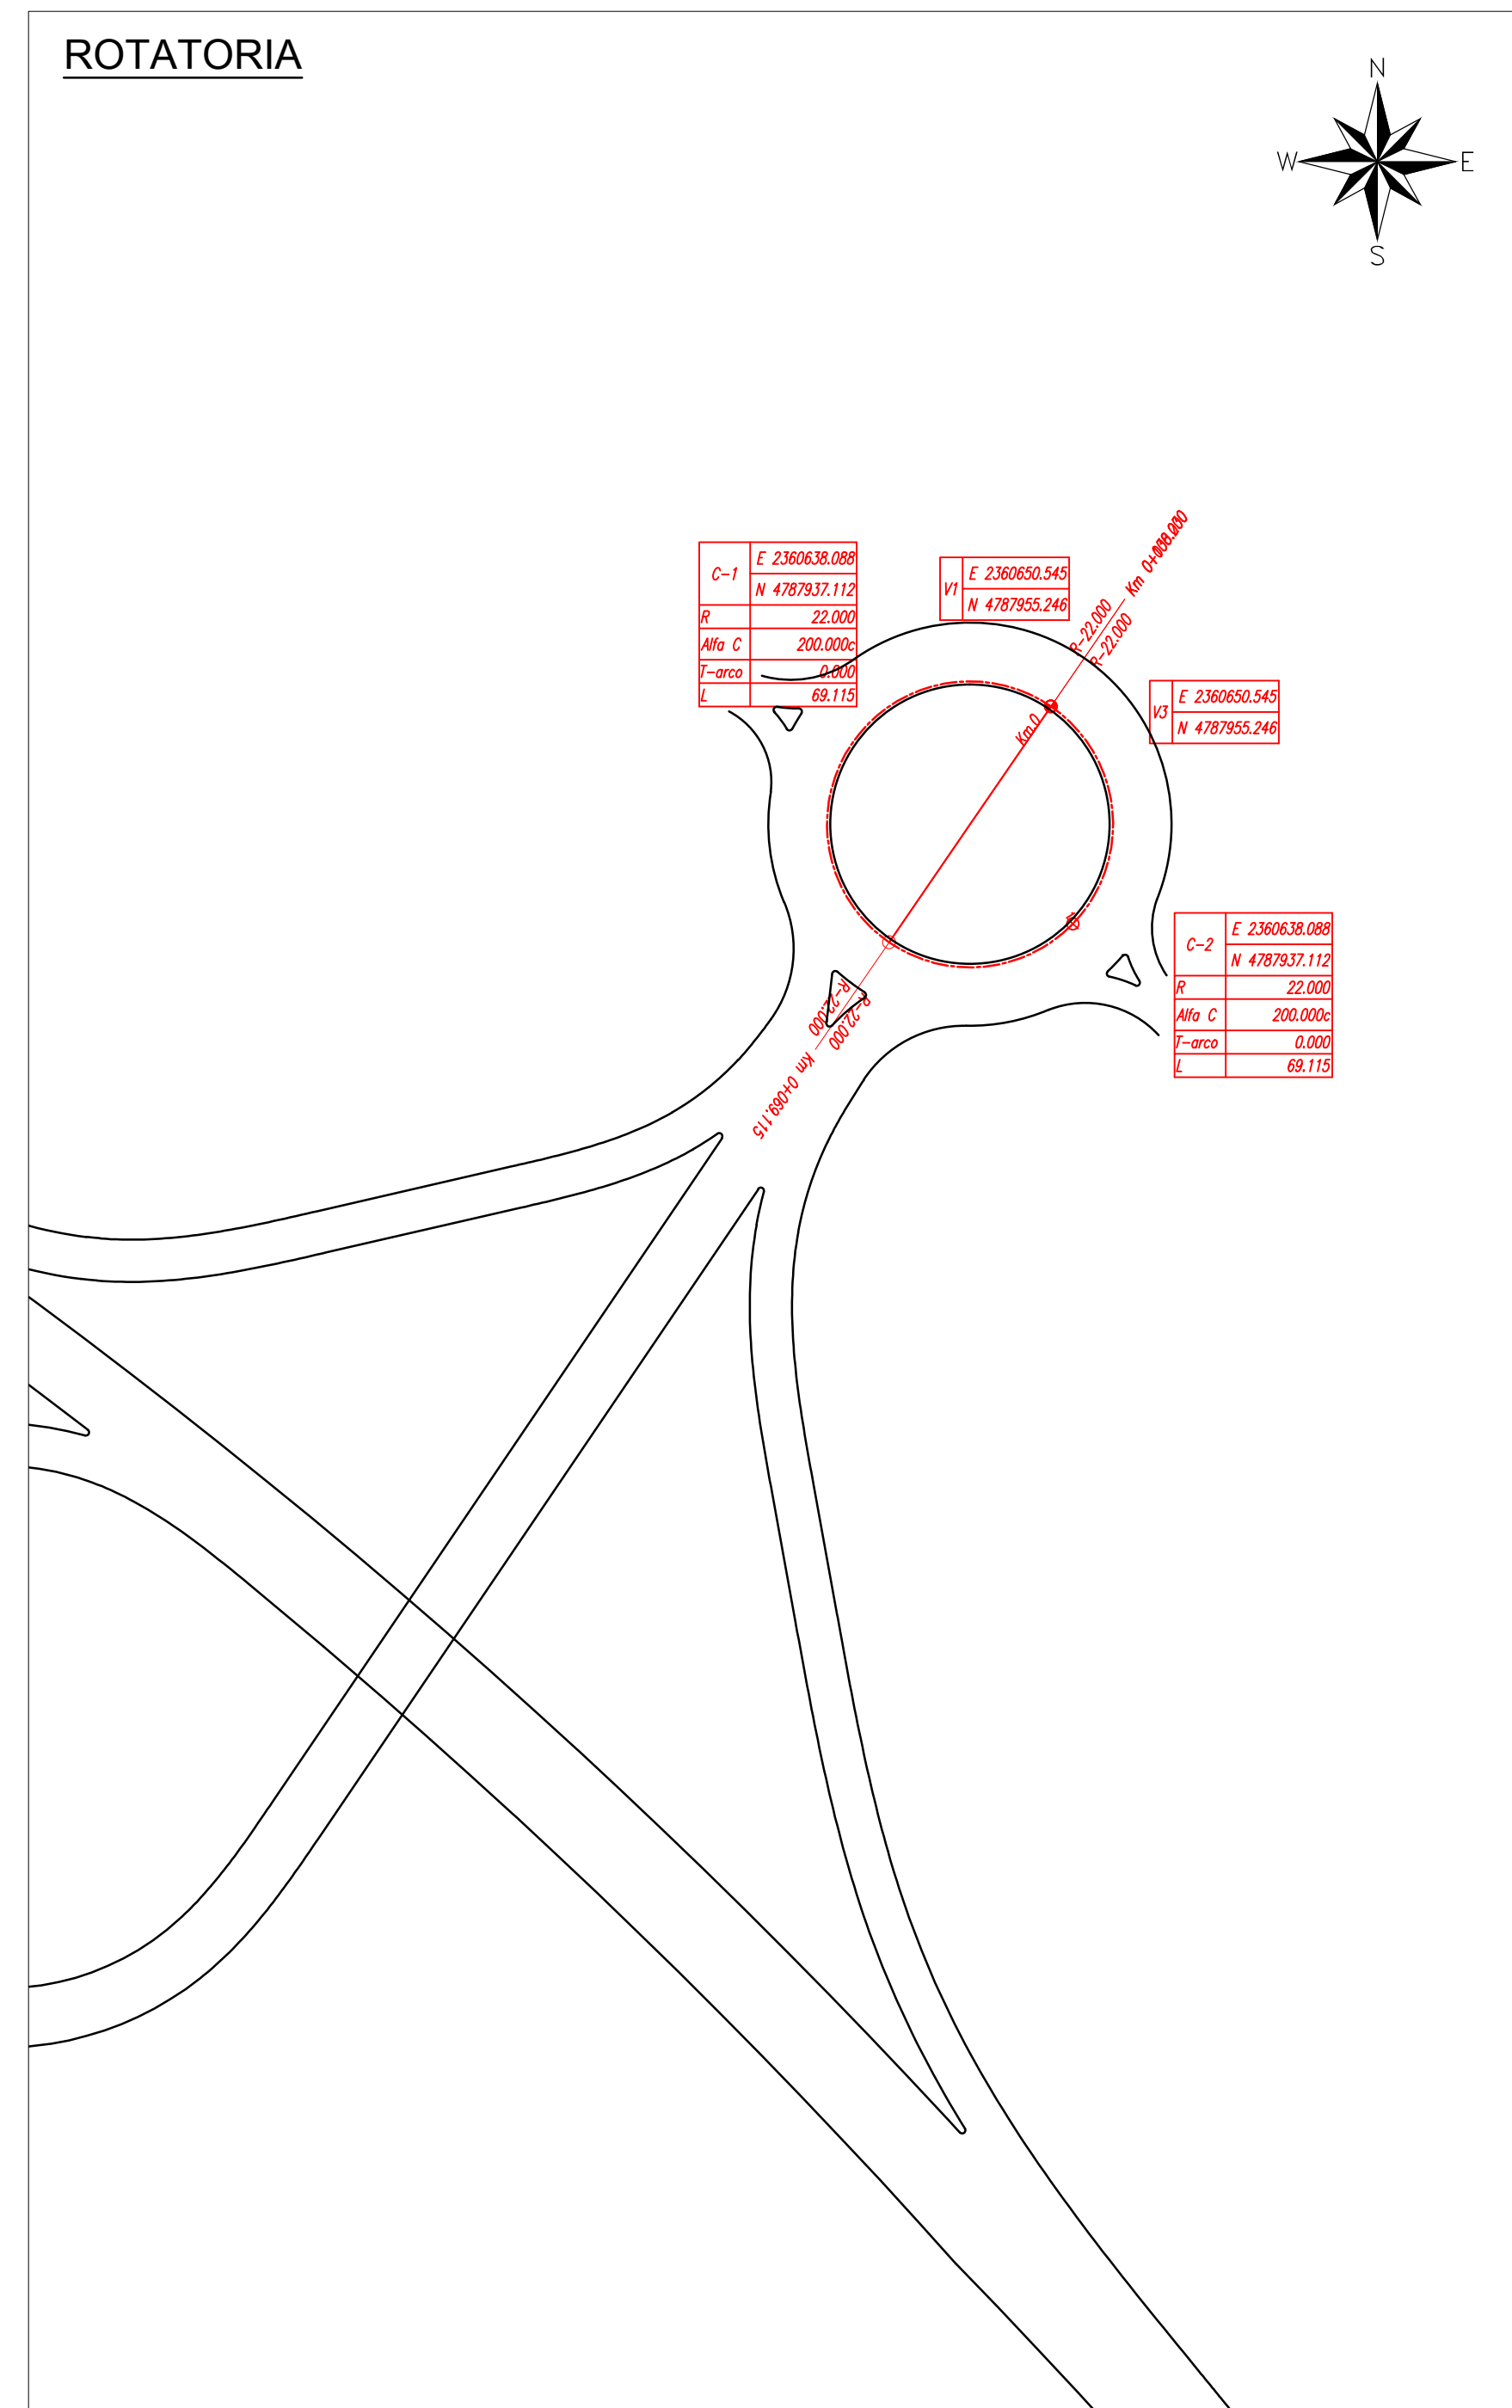 ROTATORIA
N
W
E
S
C-1
E 2360638.088
N 4787937.112
R 22.000
Alfa C 200.000c
T-arco 0.000
L 69.115
V1
E 2360650.545
N 4787955.246
R-22.000
R-22.000
Km
Km.0
V3
E 2360650.545
N 4787955.246
C-2
E 2360638.088
N 4787937.112
R 22.000
Alfa C 200.000c
T-arco 0.000
L 69.115
R-22.000
R-22.000
Km 0+069.115